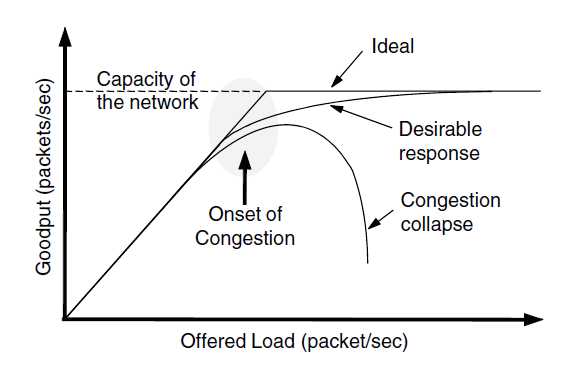 Ideal
Capacity of
the network
Desirable
response
Congestion
collapse
Onset of
Congestion
Goodput (packets/sec)
Offered Load (packet/sec)